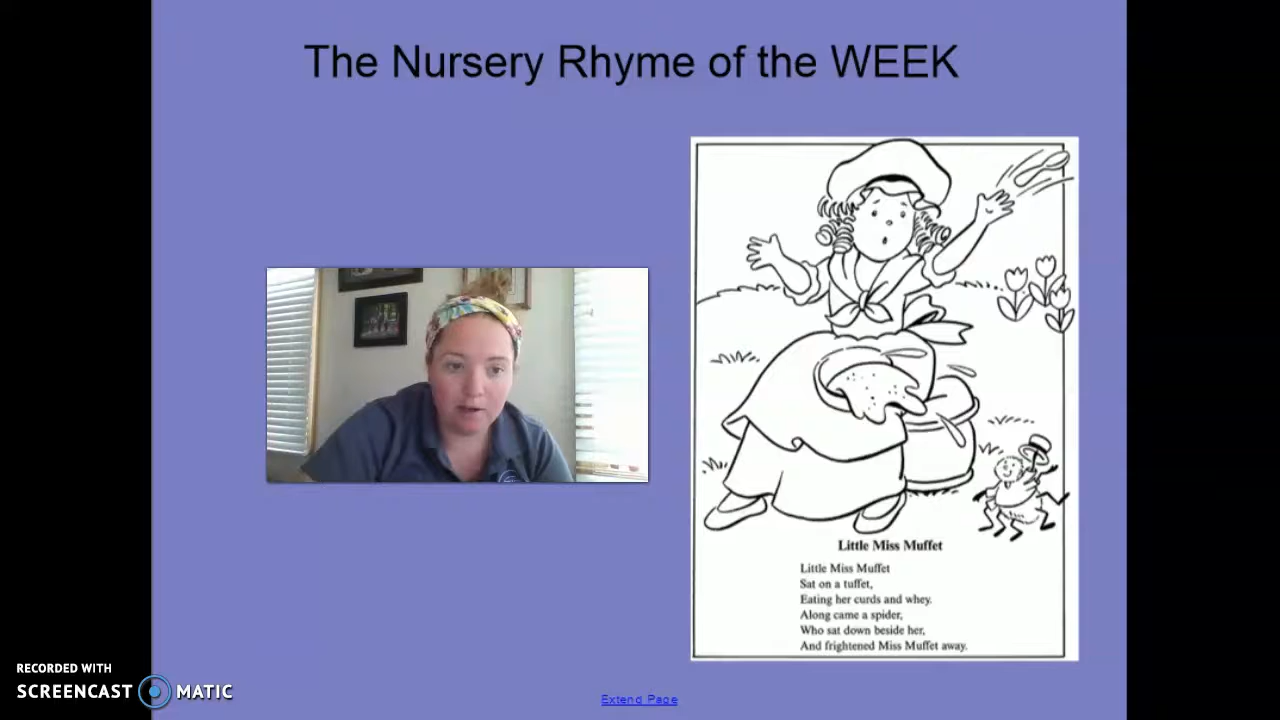 The Nursery Rhyme of the WEEK
Little Miss Muffet
Little Miss Muffet
Sat on a tuffet,
Eating her curds and whey.
Along came a spider,
Who sat down beside her,
And frightened Miss Muffet away.
Extend Page
RECORDED WITH
SCREENCAST MATIC